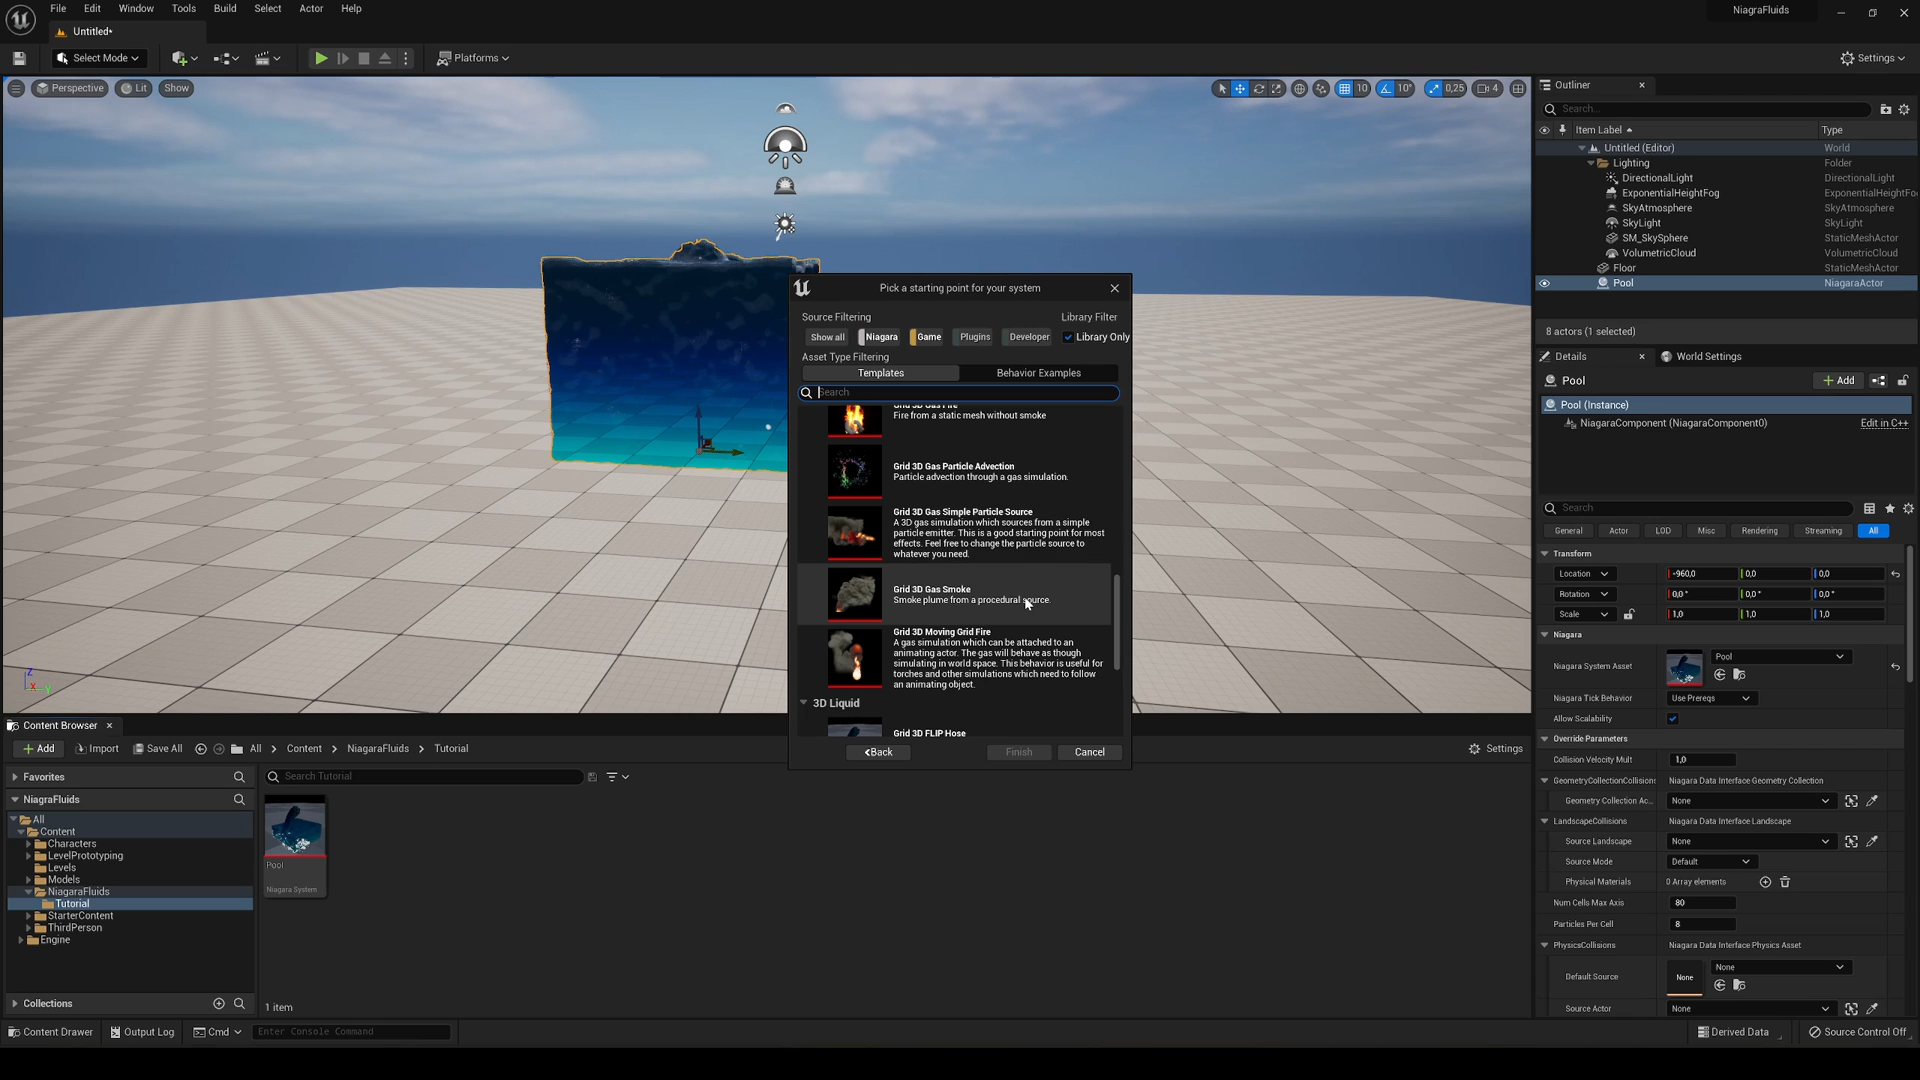 File Edit Window Tools Build Select Actor Help
NiagraFluids
Untitled*
Select Mode
Platforms
Settings
Perspective
Lit
Show
10
10°
0,25
4
Z
X
Y
Pick a starting point for your system
Source Filtering
Library Filter
Show all
Niagara
Game
Plugins
Developer
Library Only
Asset Type Filtering
Templates
Behavior Examples
Search
Grid 3D Gas Fire
Fire from a static mesh without smoke
Grid 3D Gas Particle Advection
Particle advection through a gas simulation.
Grid 3D Gas Simple Particle Source
A 3D gas simulation which sources from a simple
particle emitter. This is a good starting point for most
effects. Feel free to change the particle source to
whatever you need.
Grid 3D Gas Smoke
Smoke plume from a procedural source.
Grid 3D Moving Grid Fire
A gas simulation which can be attached to an
animating actor. The gas will behave as though
simulating in world space. This behavior is useful for
torches and other simulations which need to follow
an animating object.
3D Liquid
Grid 3D FLIP Hose
<Back
Finish
Cancel
Outliner
Search...
Item Label
Type
Untitled (Editor) World
Lighting Folder
DirectionalLight DirectionalLight
ExponentialHeightFog ExponentialHeightFo
SkyAtmosphere SkyAtmosphere
SkyLight SkyLight
SM_SkySphere StaticMeshActor
VolumetricCloud VolumetricCloud
Floor StaticMeshActor
Pool NiagaraActor
8 actors (1 selected)
Details
World Settings
Pool
Add
Pool (Instance)
NiagaraComponent (NiagaraComponent0) Edit in C++
Search
General Actor LOD Misc Rendering Streaming All
Transform
Location -960,0 0,0 0,0
Rotation 0,0 ° 0,0 ° 0,0 °
Scale 1,0 1,0 1,0
Niagara
Niagara System Asset
Pool
Niagara Tick Behavior Use Prereqs
Allow Scalability
Override Parameters
Collision Velocity Mult 1,0
GeometryCollectionCollisions Niagara Data Interface Geometry Collection
Geometry Collection Ac... None
LandscapeCollisions Niagara Data Interface Landscape
Source Landscape None
Source Mode Default
Physical Materials 0 Array elements
Num Cells Max Axis 80
Particles Per Cell 8
PhysicsCollisions Niagara Data Interface Physics Asset
Default Source None None
Source Actor None
Content Browser
Add
Import
Save All
All
Content
NiagaraFluids
Tutorial
Settings
Favorites
NiagraFluids
All
Content
Characters
LevelPrototyping
Levels
Models
NiagaraFluids
Tutorial
StarterContent
ThirdPerson
Engine
Collections
Search Tutorial
Pool
Niagara System
1 item
Content Drawer
Output Log
Cmd
Enter Console Command
Derived Data
Source Control Off